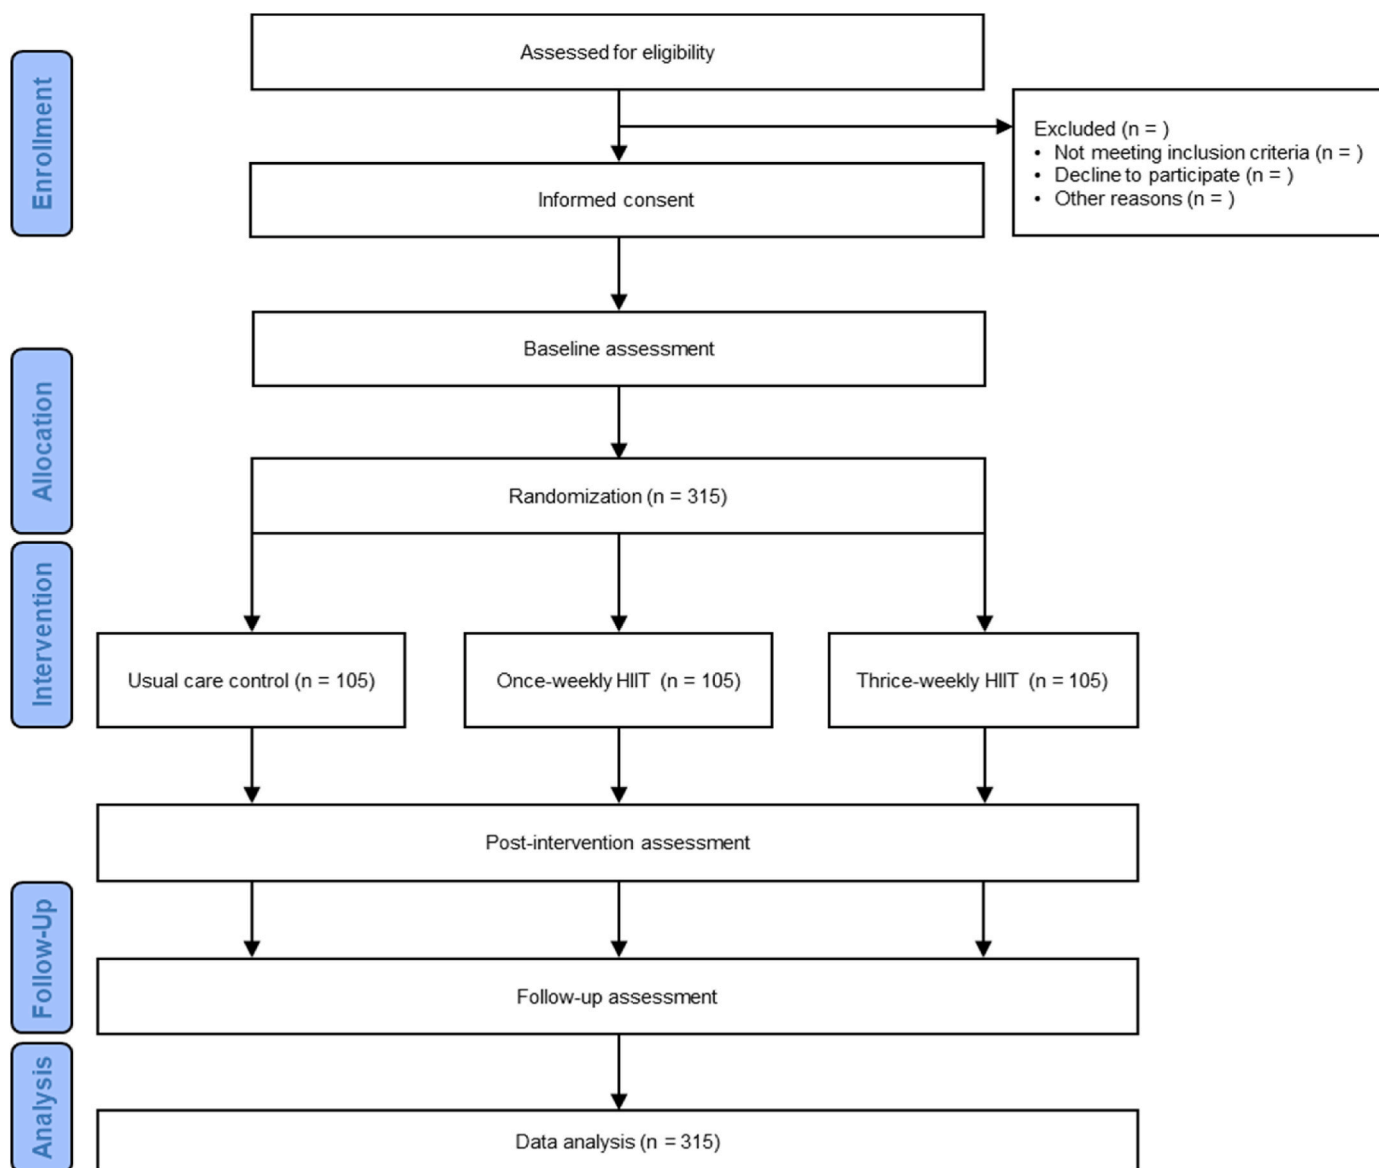 Enrollment
Assessed for eligibility
Excluded (n = )
• Not meeting inclusion criteria (n = )
• Decline to participate (n = )
• Other reasons (n = )
Informed consent
Allocation
Baseline assessment
Randomization (n = 315)
Intervention
Usual care control (n = 105)
Once-weekly HIIT (n = 105)
Thrice-weekly HIIT (n = 105)
Post-intervention assessment
Follow-Up
Follow-up assessment
Analysis
Data analysis (n = 315)